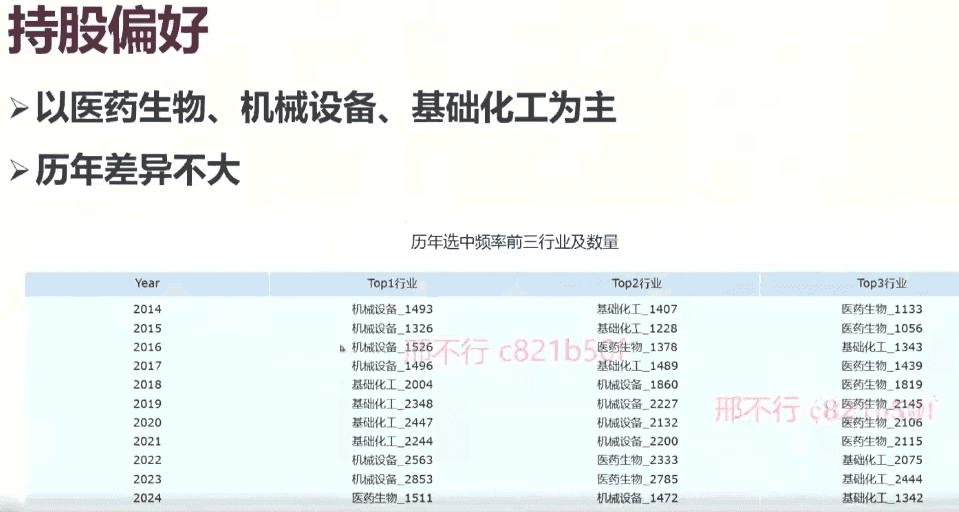 持股偏好
➢以医药生物、机械设备、基础化工为主
➢历年差异不大
历年选中频率前三行业及数量
Year Top1行业 Top2行业 Top3行业
2014 机械设备_1493 基础化工_1407 医药生物_1133
2015 机械设备_1326 基础化工_1228 医药生物_1056
2016 机械设备_1526 医药生物_1378 基础化工_1343
邢不行 c821b50f
2017 机械设备_1496 基础化工_1489 医药生物_1439
2018 基础化工_2004 机械设备_1860 医药生物_1819
2019 基础化工_2348 机械设备_2227 医药生物_2145
邢不行 c821b50f
2020 基础化工_2447 机械设备_2132 医药生物_2106
2021 基础化工_2244 机械设备_2200 医药生物_2115
2022 机械设备_2563 医药生物_2333 基础化工_2075
2023 机械设备_2853 医药生物_2785 基础化工_2444
2024 医药生物_1511 机械设备_1472 基础化工_1342